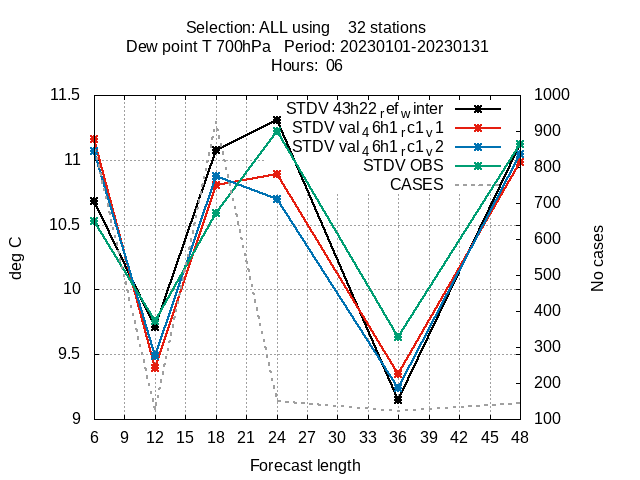 Selection: ALL using    32 stations
Dew point T 700hPa   Period: 20230101-20230131
Hours:  06
STDV 43h22refwinter
STDV val46h1rc1v1
STDV val46h1rc1v2
STDV OBS
CASES
11.5
11
10.5
10
9.5
9
1000
900
800
700
600
500
400
300
200
100
deg C
No cases
6 9 12 15 18 21 24 27 30 33 36 39 42 45 48
Forecast length